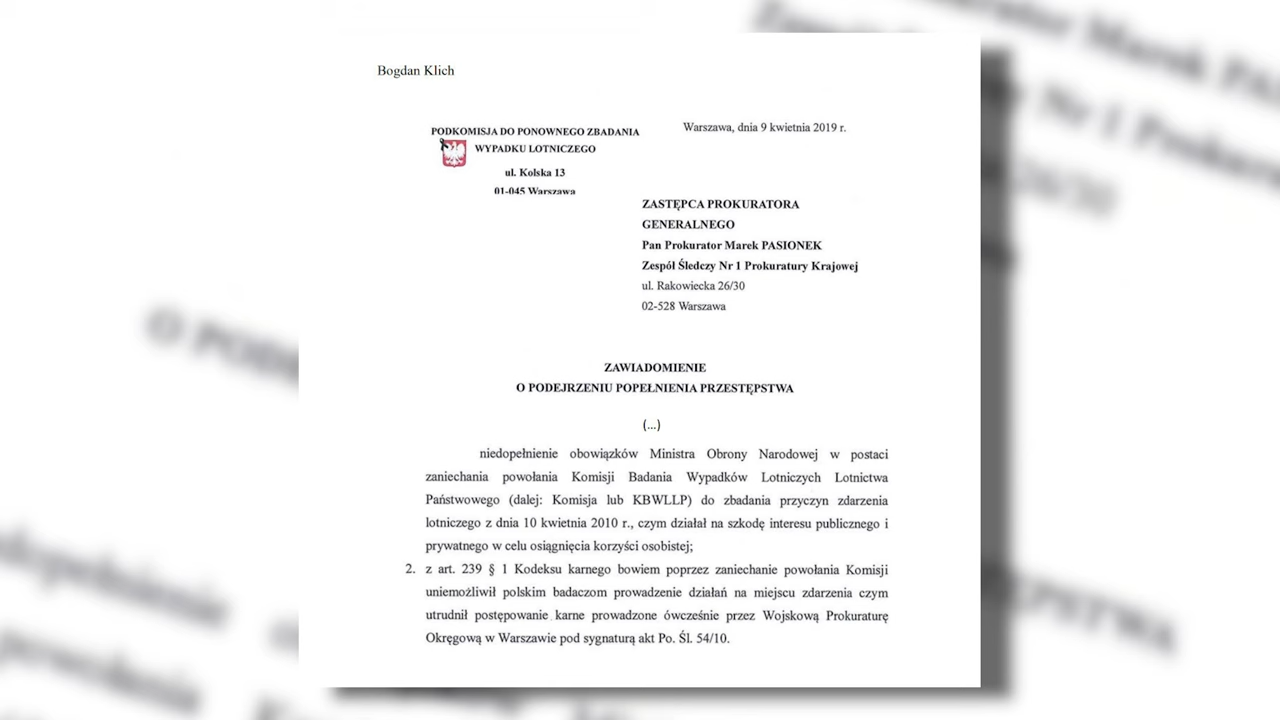 Bogdan Klich
PODKOMISJA DO PONOWNEGO ZBADANIA
WYPADKU LOTNICZEGO
ul. Kolska 13
01-045 Warszawa
Warszawa, dnia 9 kwietnia 2019 r.
ZASTĘPCA PROKURATORA
GENERALNEGO
Pan Prokurator Marek PASIONEK
Zespół Śledczy Nr 1 Prokuratury Krajowej
ul. Rakowiecka 26/30
02-528 Warszawa
ZAWIADOMIENIE
O PODEJRZENIU POPEŁNIENIA PRZESTĘPSTWA
(...)
niedopełnienie obowiązków Ministra Obrony Narodowej w postaci
zaniechania powołania Komisji Badania Wypadków Lotniczych Lotnictwa
Państwowego (dalej: Komisja lub KBWLLP) do zbadania przyczyn zdarzenia
lotniczego z dnia 10 kwietnia 2010 r., czym działał na szkodę interesu publicznego i
prywatnego w celu osiągnięcia korzyści osobistej;
2. z art. 239 § 1 Kodeksu karnego bowiem poprzez zaniechanie powołania Komisji
uniemożliwił polskim badaczom prowadzenie działań na miejscu zdarzenia czym
utrudnił postępowanie karne prowadzone ówcześnie przez Wojskową Prokuraturę
Okręgową w Warszawie pod sygnaturą akt Po. Śl. 54/10.